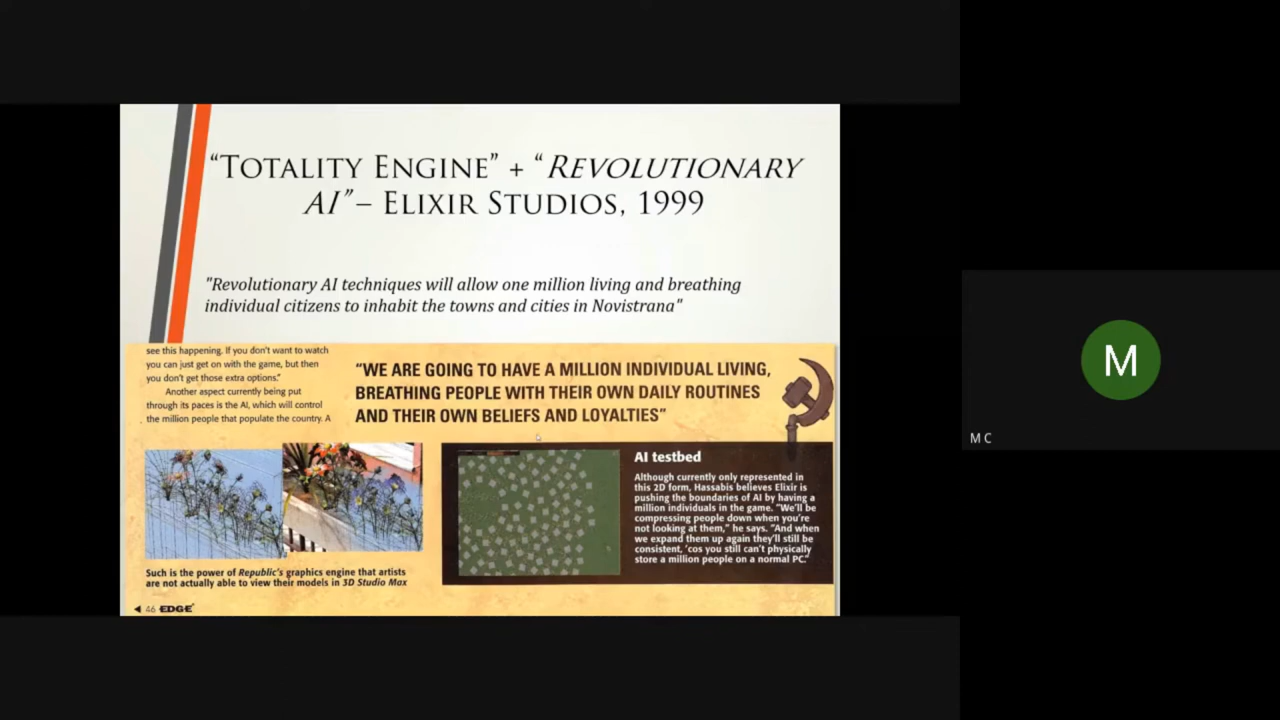 “TOTALITY ENGINE” + “REVOLUTIONARY
AI” – ELIXIR STUDIOS, 1999
"Revolutionary AI techniques will allow one million living and breathing
individual citizens to inhabit the towns and cities in Novistrana"
see this happening. If you don't want to watch
you can just get on with the game, but then
you don't get those extra options."
Another aspect currently being put
through its paces is the AI, which will control
the million people that populate the country. A
“WE ARE GOING TO HAVE A MILLION INDIVIDUAL LIVING,
BREATHING PEOPLE WITH THEIR OWN DAILY ROUTINES
AND THEIR OWN BELIEFS AND LOYALTIES”
Such is the power of Republic's graphics engine that artists
are not actually able to view their models in 3D Studio Max
AI testbed
Although currently only represented in
this 2D form, Hassabis believes Elixir is
pushing the boundaries of AI by having a
million individuals in the game. “We'll be
compressing people down when you're
not looking at them,” he says. “And when
we expand them up again they'll still be
consistent, 'cos you still can't physically
store a million people on a normal PC.”
46 EDGE
M
M C